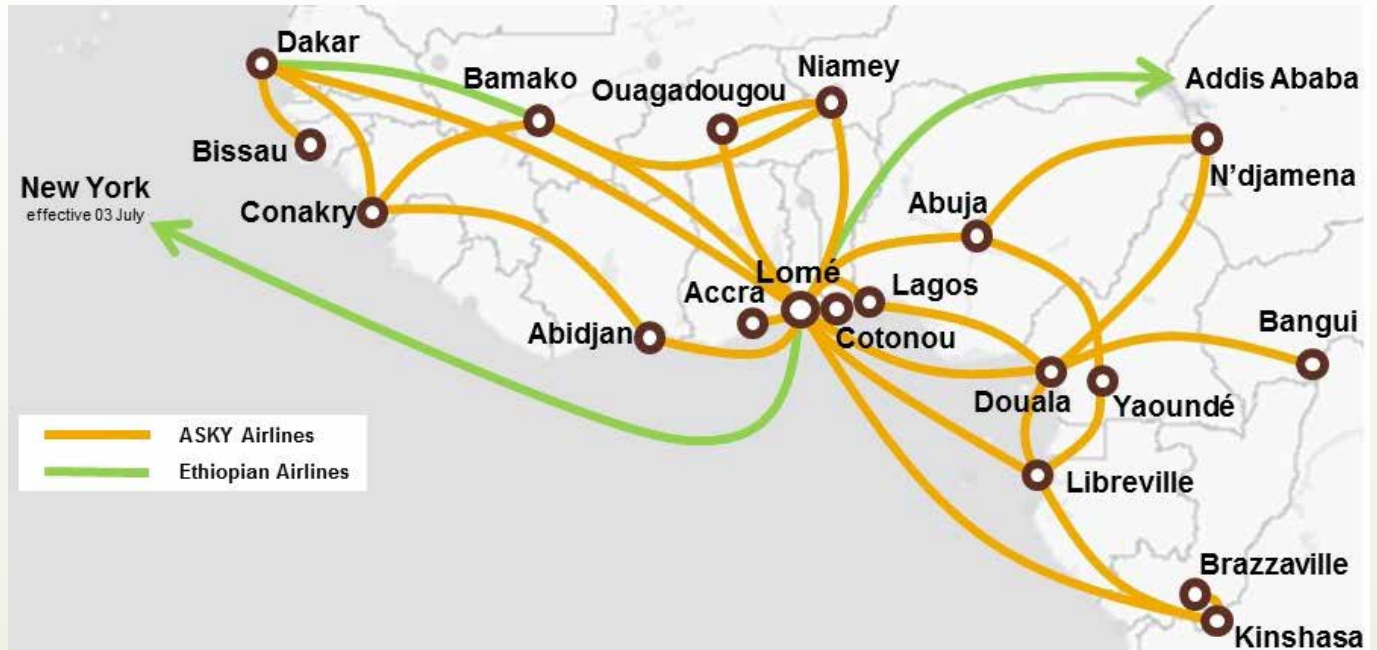 Dakar
Bamako
Ouagadougou
Niamey
Addis Ababa
Bissau
N'djamena
New York
effective 03 July
Conakry
Abuja
Lomé
Accra
Lagos
Abidjan
Cotonou
Bangui
Douala
Yaoundé
ASKY Airlines
Ethiopian Airlines
Libreville
Brazzaville
Kinshasa